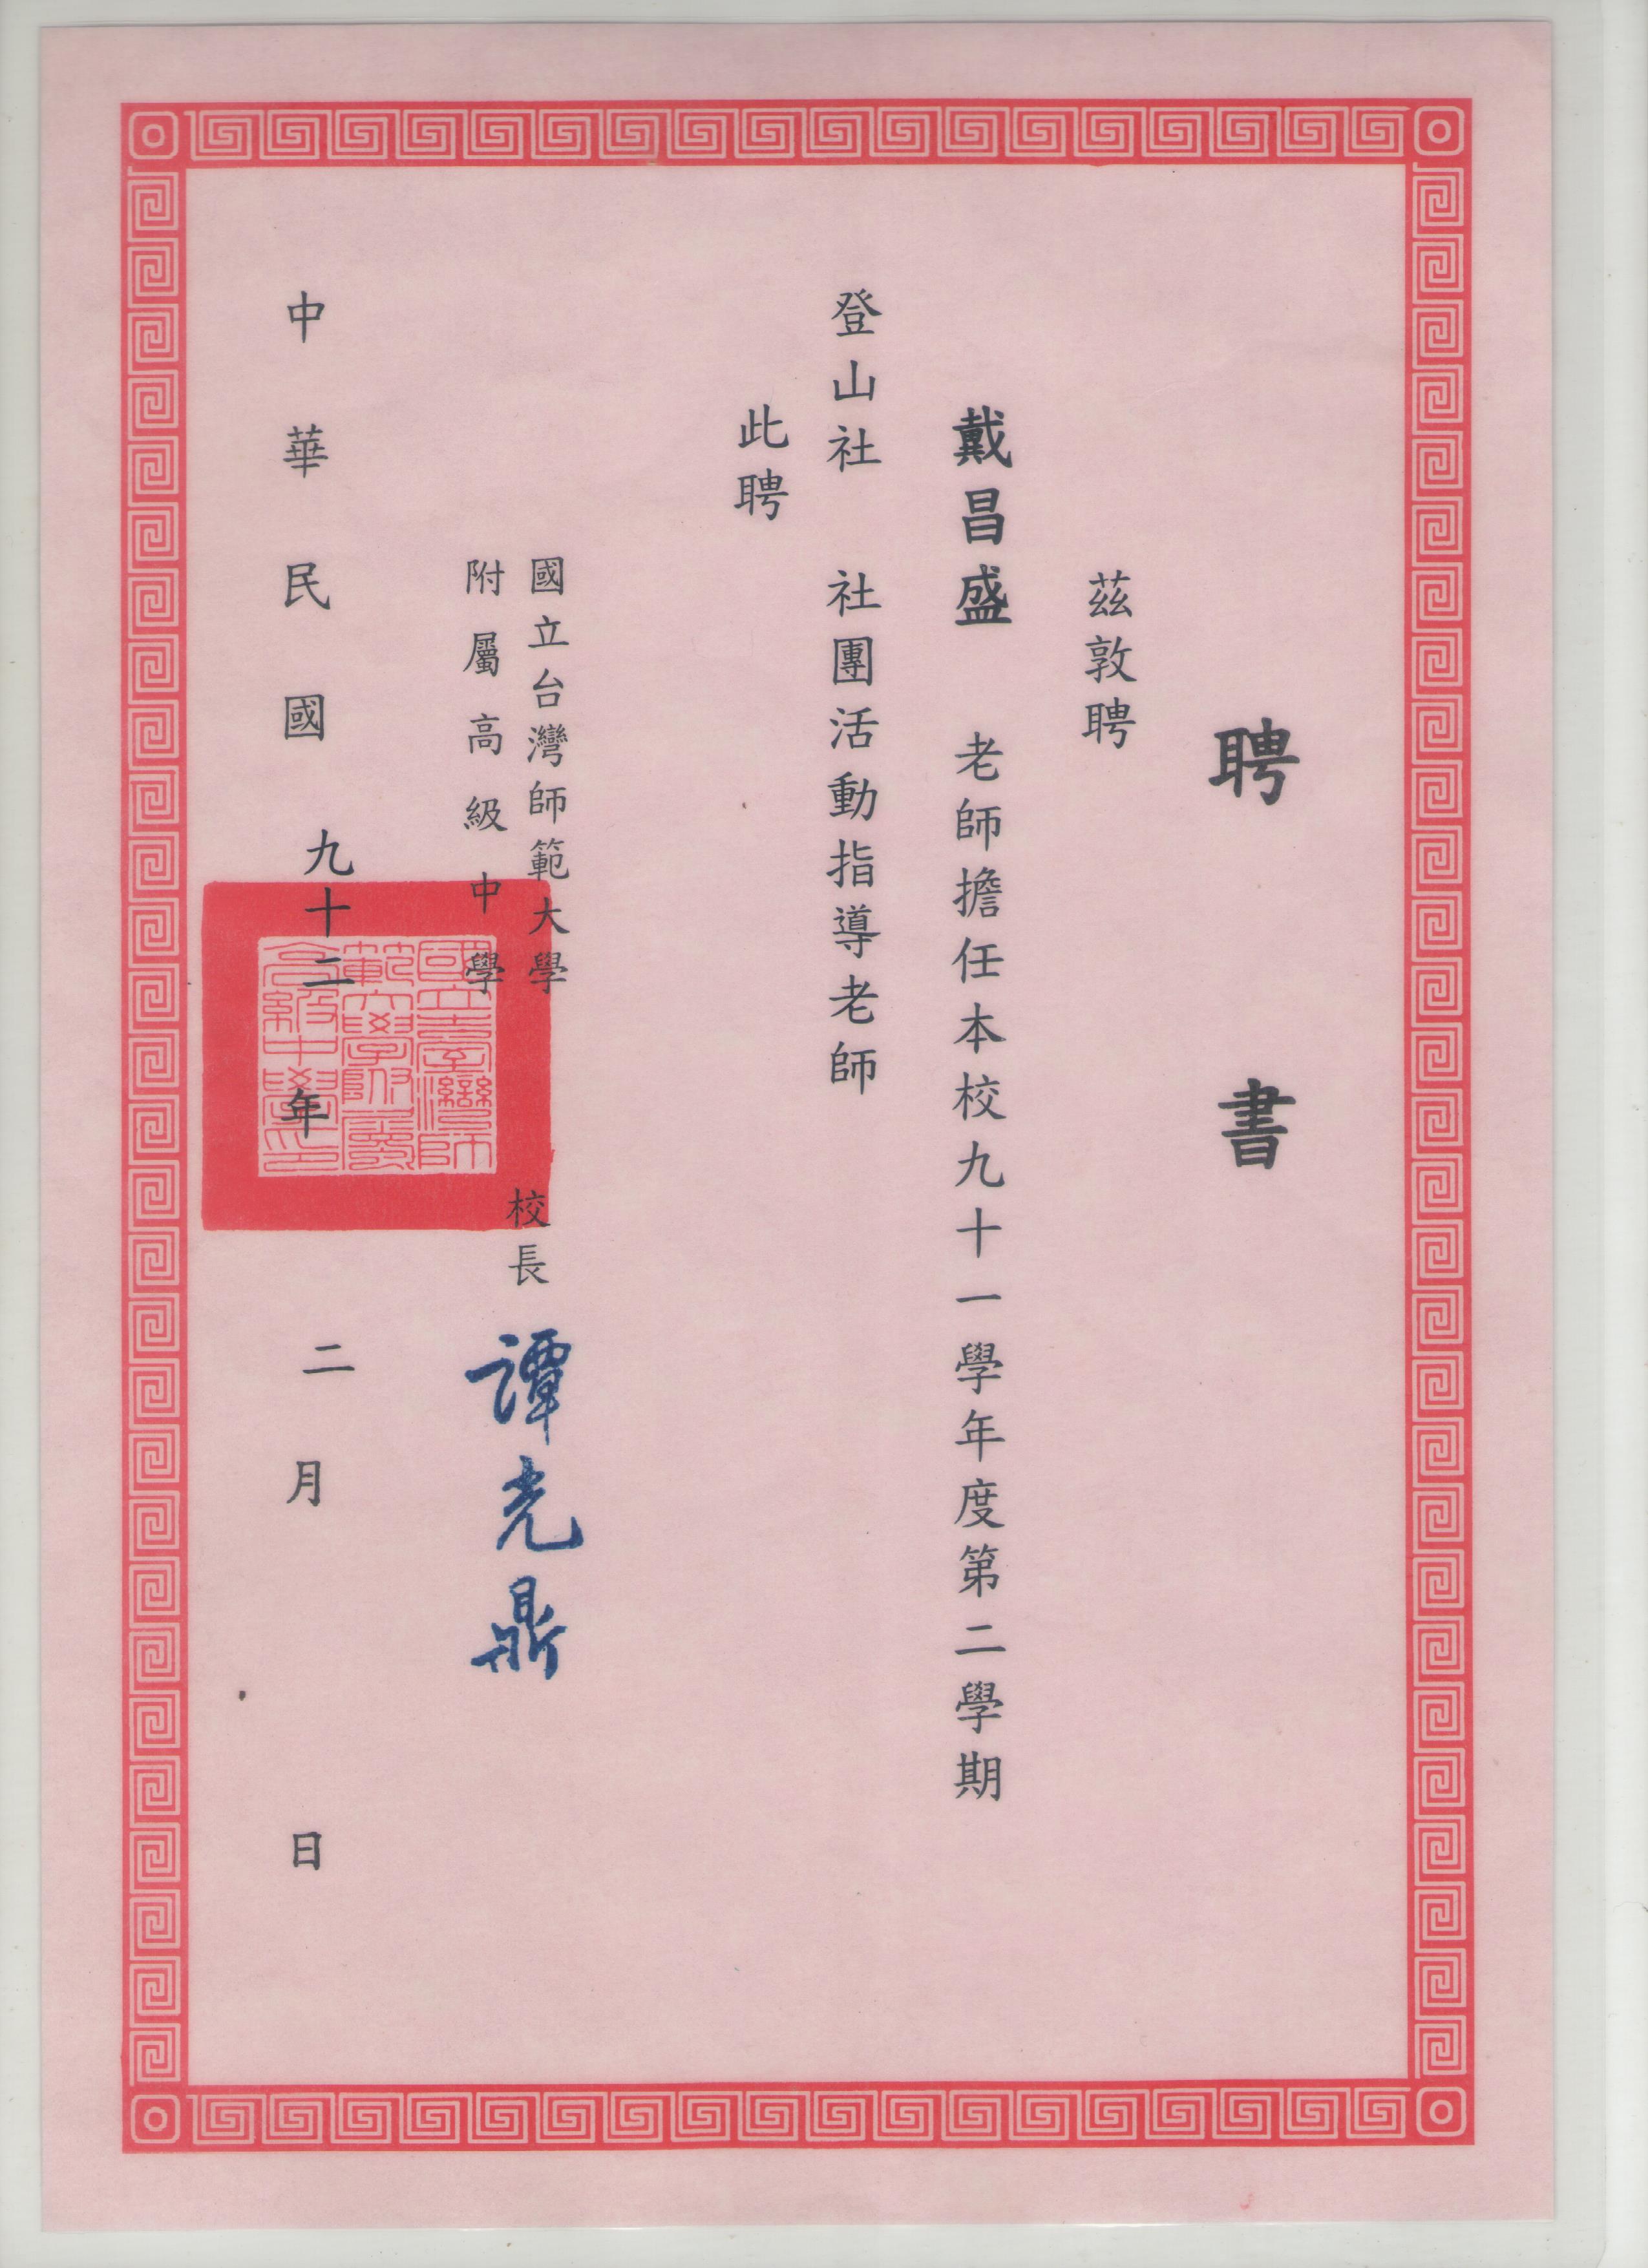 聘書
茲敦聘
戴昌盛 老師擔任本校九十一學年度第二學期
登山社 社團活動指導老師
此聘
國立台灣師範大學
附屬高級中學
校長 譚光鼎
中華民國九十二年二月 日
國立臺灣師
範大學附屬
高級中學印